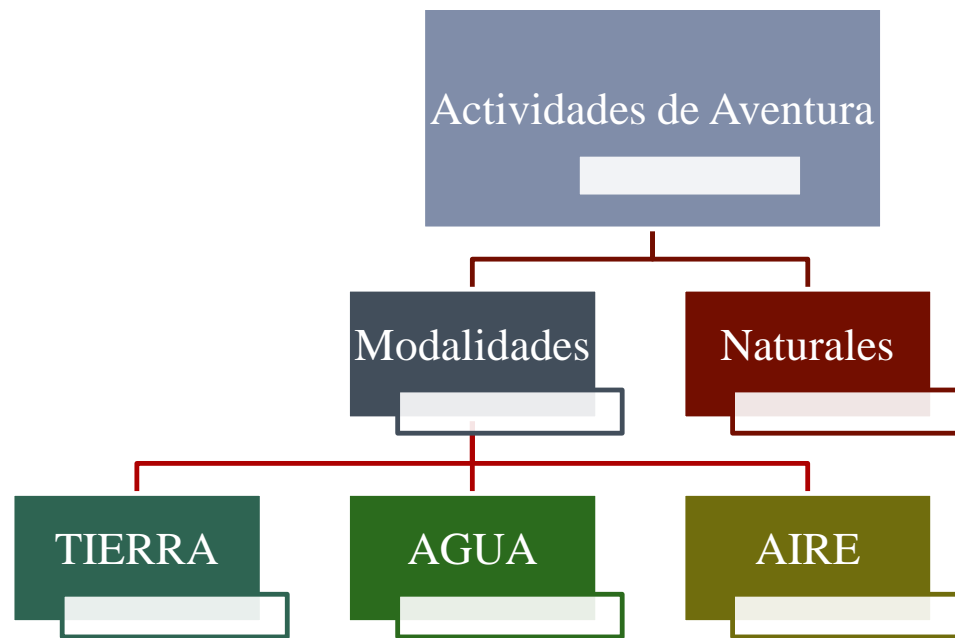 Actividades de Aventura
Modalidades
Naturales
TIERRA
AGUA
AIRE